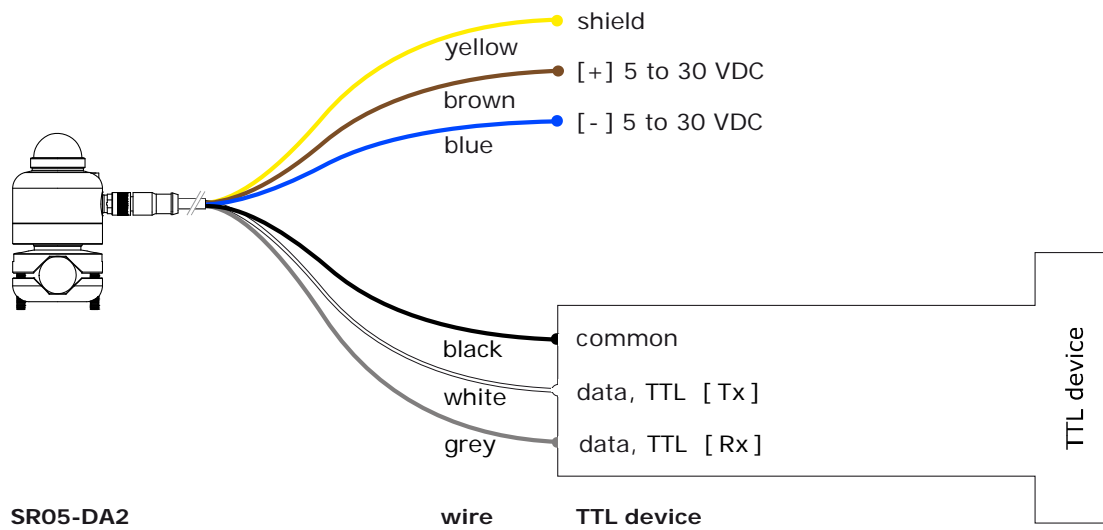 shield
yellow
[+] 5 to 30 VDC
brown
[-] 5 to 30 VDC
blue
common
black
data, TTL [Tx]
white
data, TTL [Rx]
grey
TTL device
SR05-DA2 wire TTL device